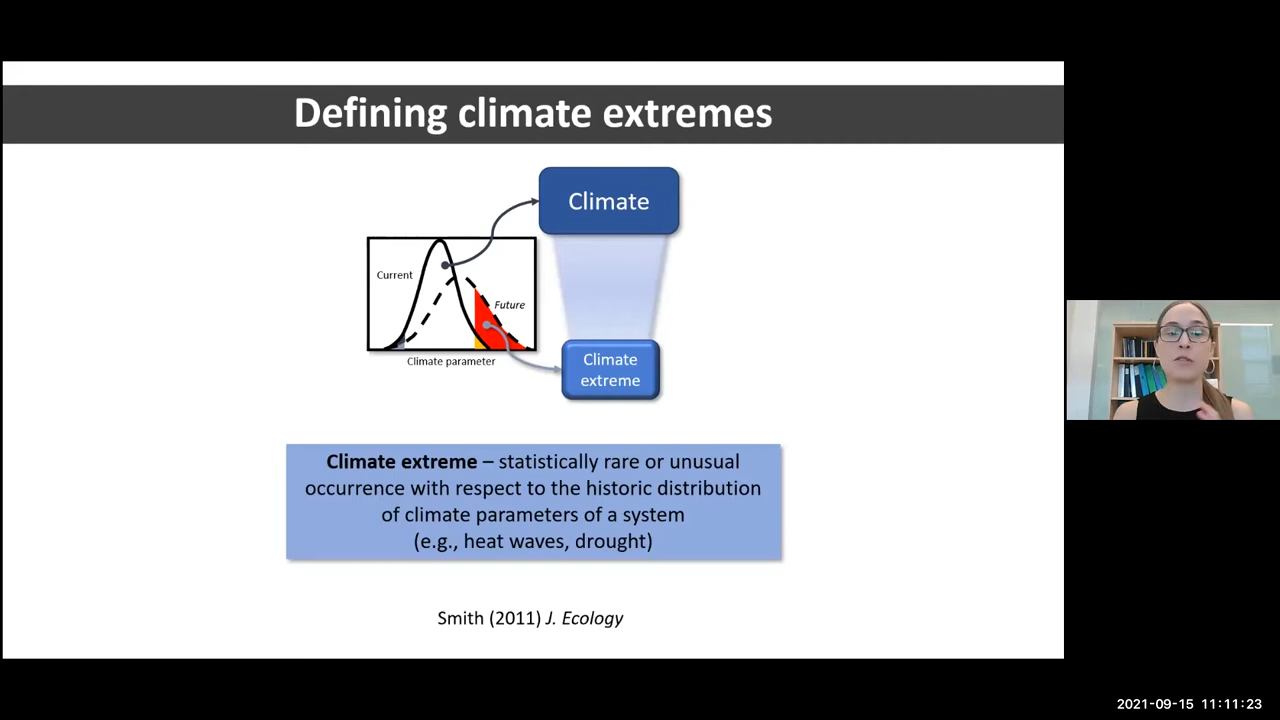 Defining climate extremes
Climate
Current
Future
Climate parameter
Climate
extreme
Climate extreme – statistically rare or unusual
occurrence with respect to the historic distribution
of climate parameters of a system
(e.g., heat waves, drought)
Smith (2011) J. Ecology
2021-09-15 11:11:23